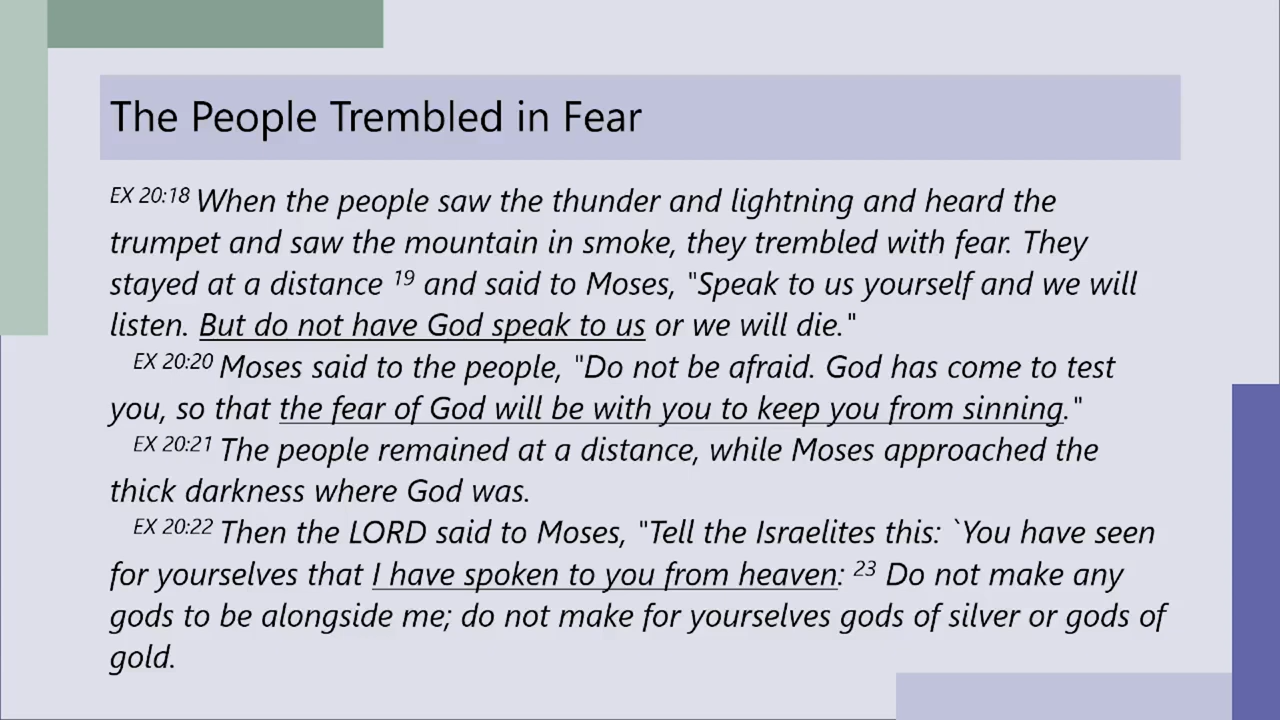 The People Trembled in Fear
EX 20:18 When the people saw the thunder and lightning and heard the
trumpet and saw the mountain in smoke, they trembled with fear. They
stayed at a distance 19 and said to Moses, "Speak to us yourself and we will
listen. But do not have God speak to us or we will die."
EX 20:20 Moses said to the people, "Do not be afraid. God has come to test
you, so that the fear of God will be with you to keep you from sinning."
EX 20:21 The people remained at a distance, while Moses approached the
thick darkness where God was.
EX 20:22 Then the LORD said to Moses, "Tell the Israelites this: `You have seen
for yourselves that I have spoken to you from heaven: 23 Do not make any
gods to be alongside me; do not make for yourselves gods of silver or gods of
gold.